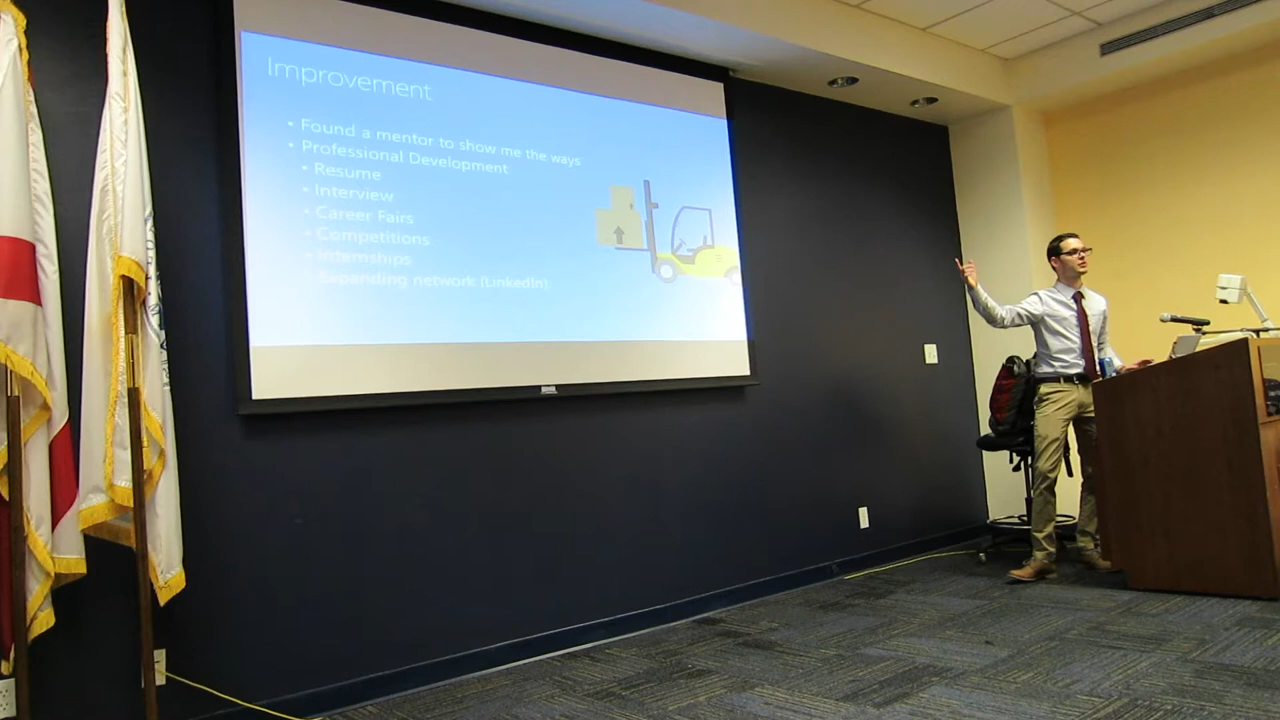 Improvement
• Found a mentor to show me the ways
• Professional Development
• Resume
• Interview
• Career Fairs
• Competitions
• Internships
• Expanding network (LinkedIn)